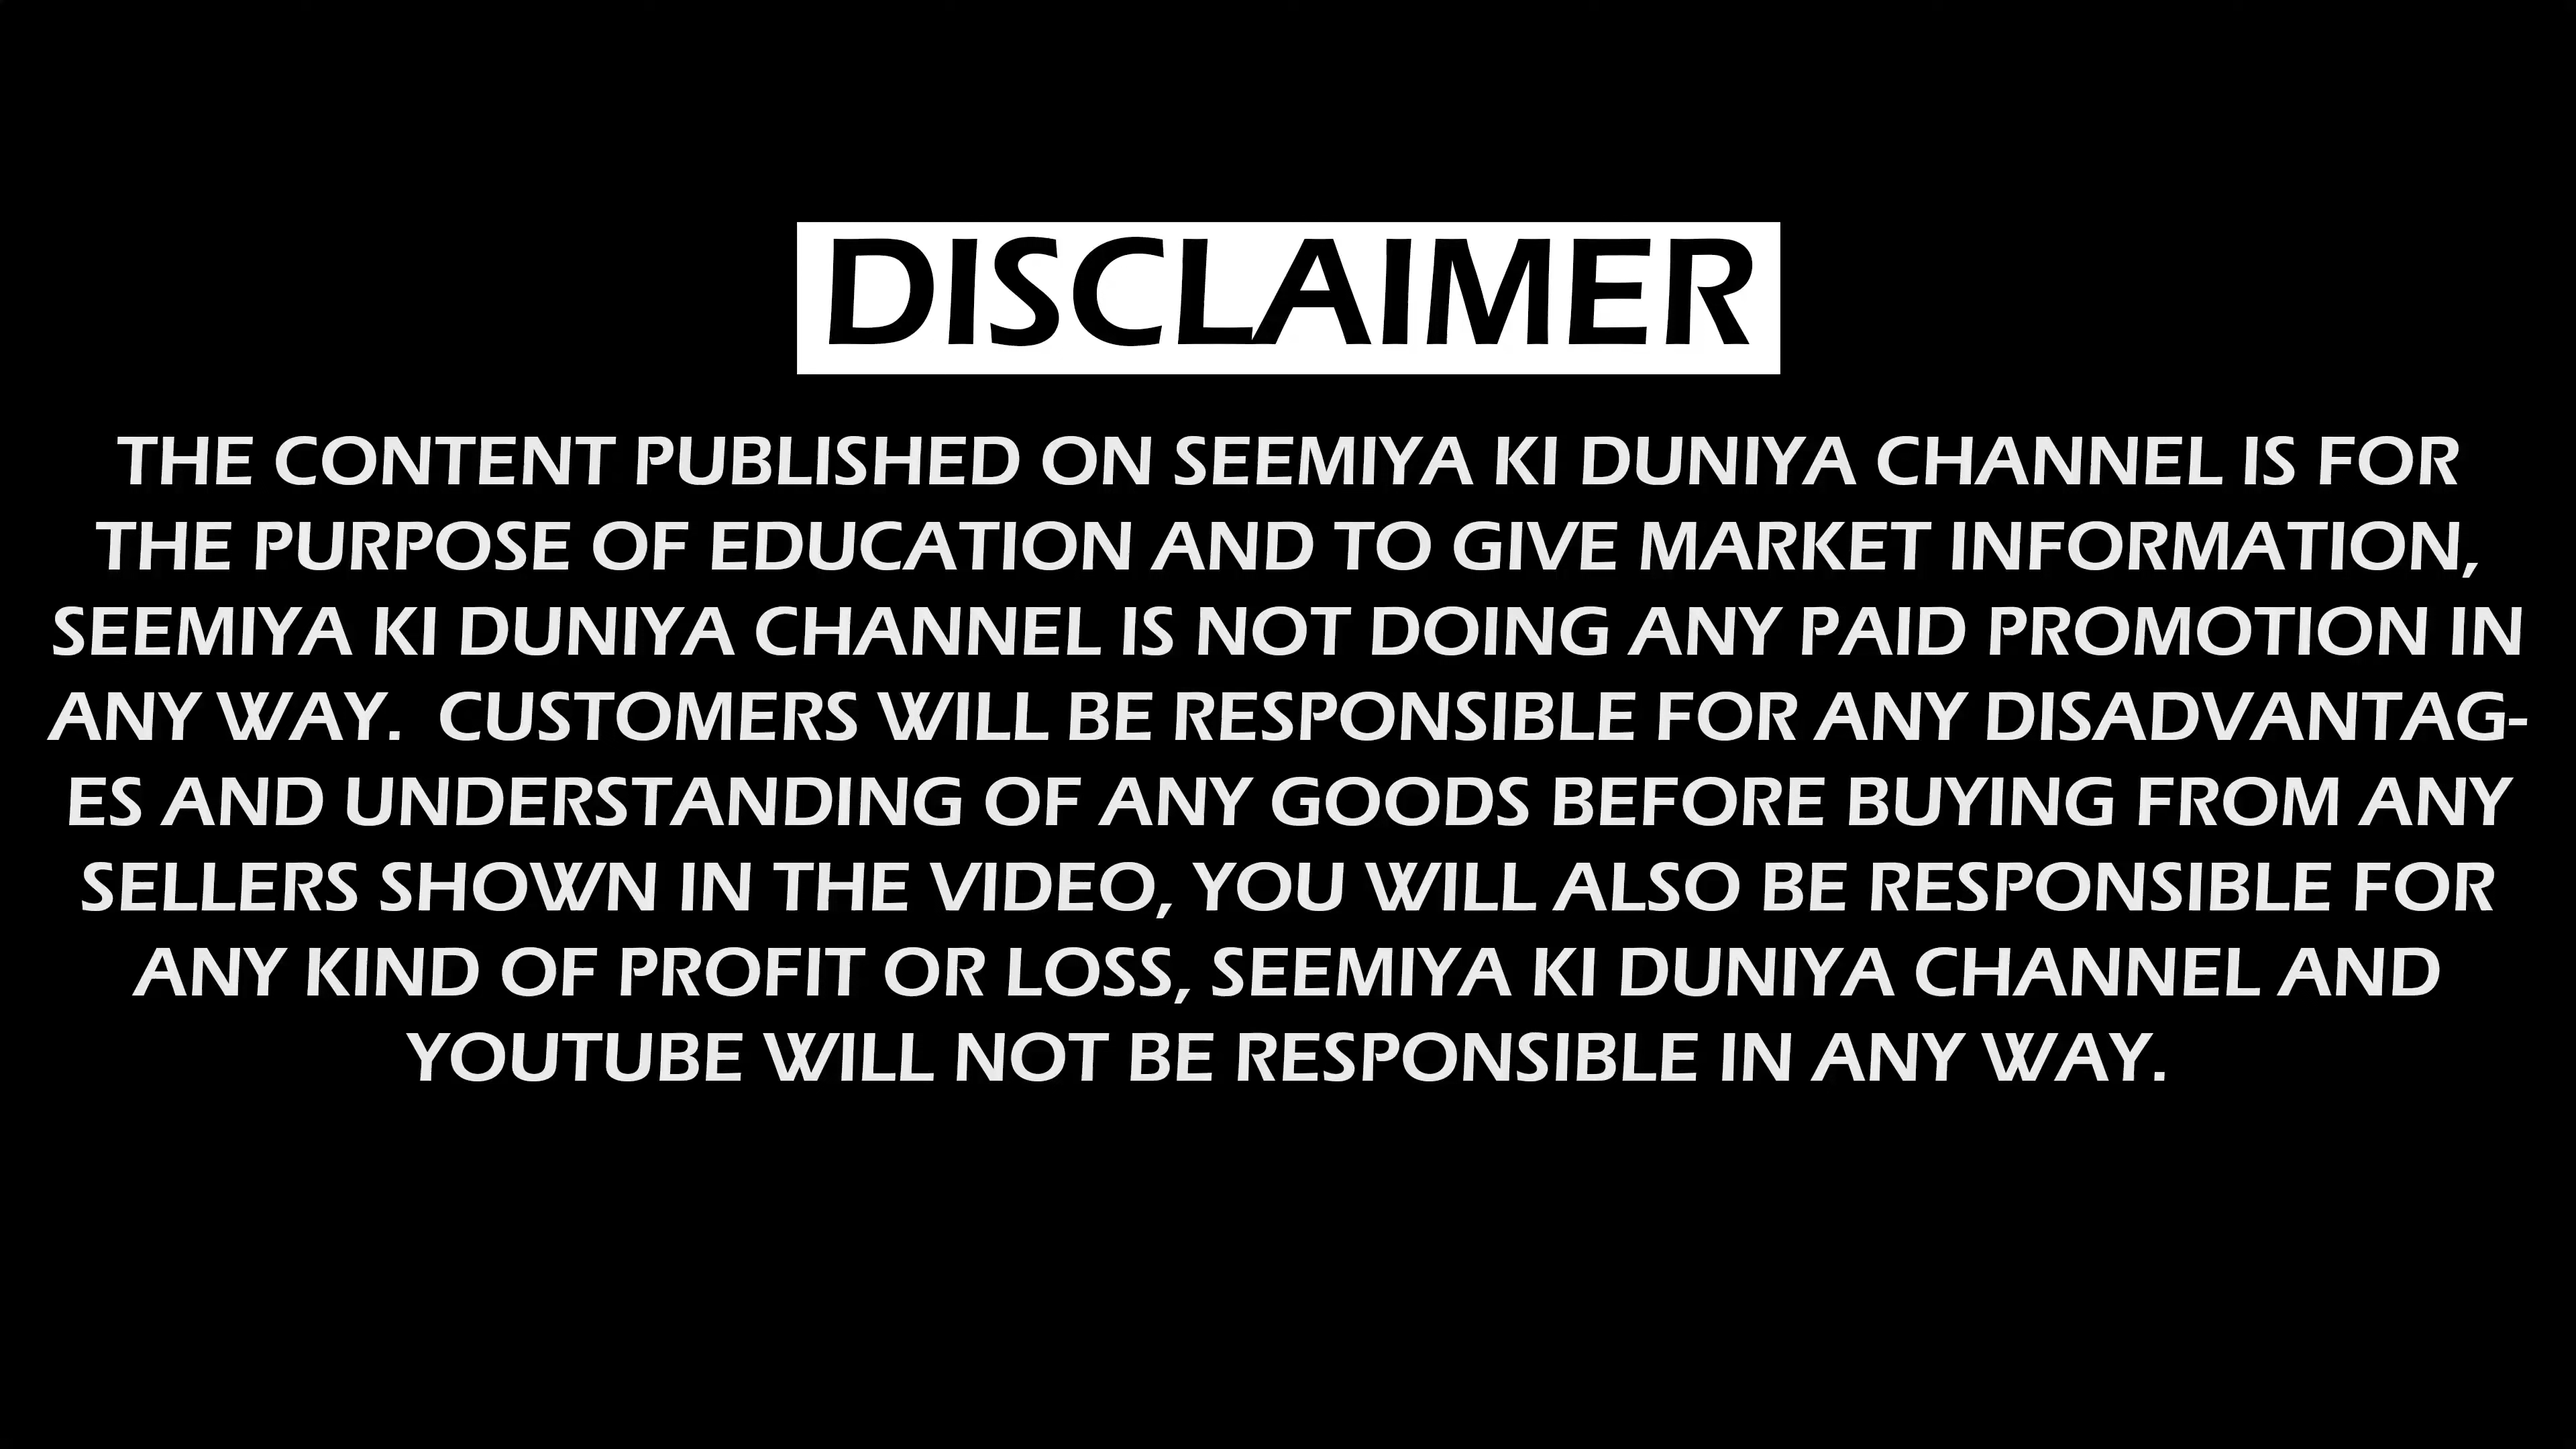 DISCLAIMER
THE CONTENT PUBLISHED ON SEEMIYA KI DUNIYA CHANNEL IS FOR
THE PURPOSE OF EDUCATION AND TO GIVE MARKET INFORMATION,
SEEMIYA KI DUNIYA CHANNEL IS NOT DOING ANY PAID PROMOTION IN
ANY WAY.  CUSTOMERS WILL BE RESPONSIBLE FOR ANY DISADVANTAG-
ES AND UNDERSTANDING OF ANY GOODS BEFORE BUYING FROM ANY
SELLERS SHOWN IN THE VIDEO, YOU WILL ALSO BE RESPONSIBLE FOR
ANY KIND OF PROFIT OR LOSS, SEEMIYA KI DUNIYA CHANNEL AND
YOUTUBE WILL NOT BE RESPONSIBLE IN ANY WAY.